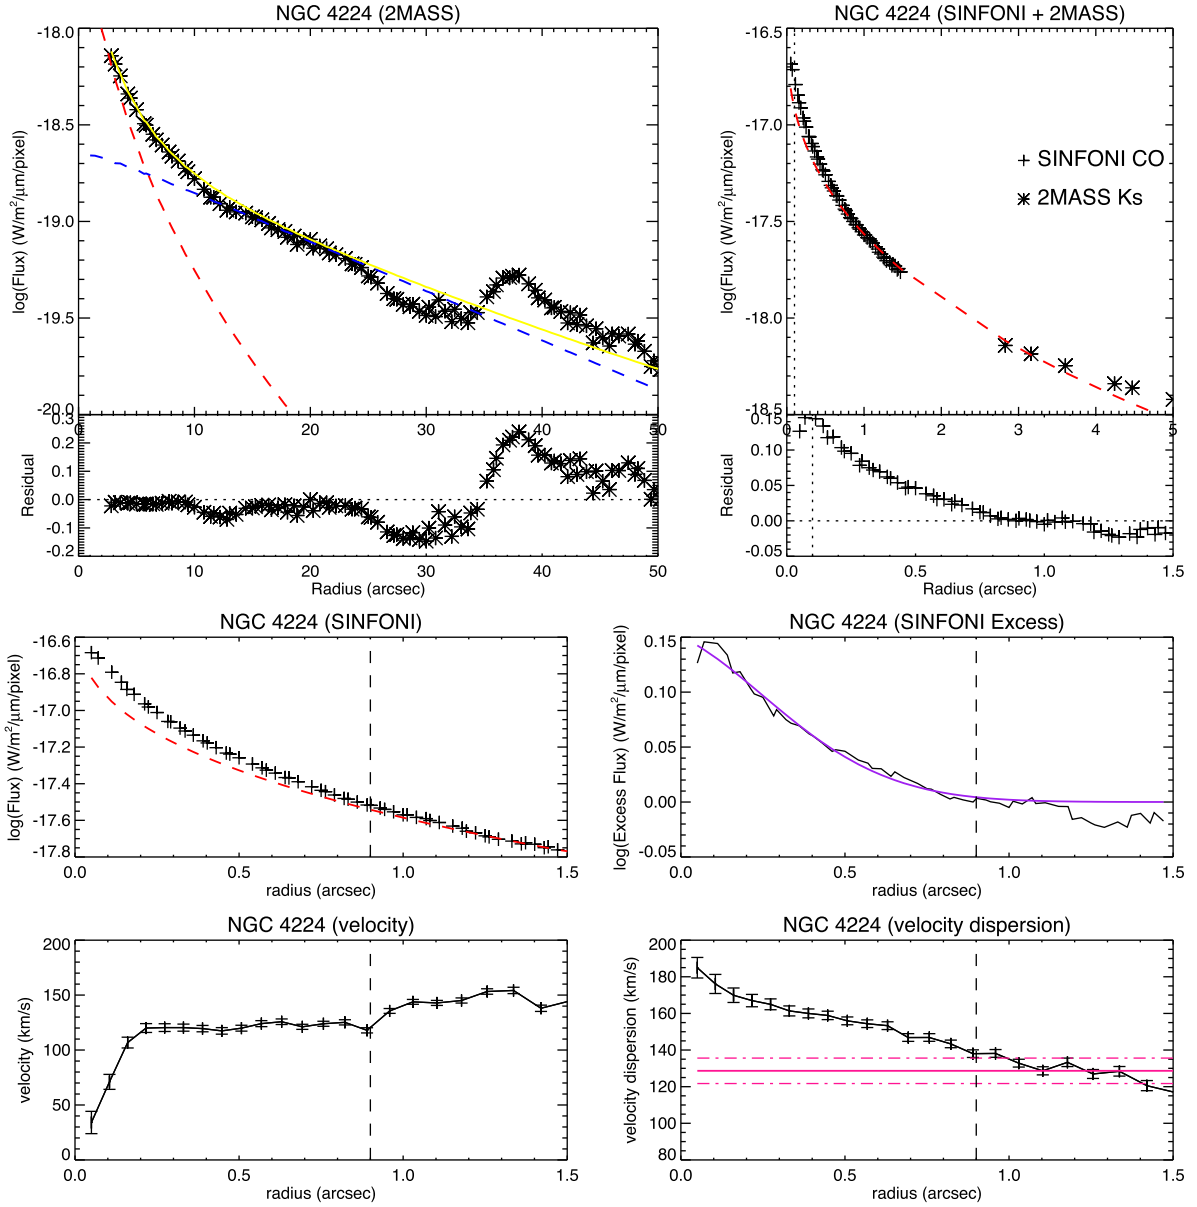 NGC 4224 (2MASS)
NGC 4224 (SINFONI + 2MASS)
-18.0
-18.5
-19.0
-19.5
-20.0
log(Flux) (W/m²/μm/pixel)
0 10 20 30 40 50
0.3
0.2
0.1
0.0
-0.1
-0.2
Residual
0 10 20 30 40 50
Radius (arcsec)
-16.5
-17.0
-17.5
-18.0
-18.5
log(Flux) (W/m²/μm/pixel)
SINFONI CO
2MASS Ks
0 1 2 3 4 5
0.15
0.10
0.05
0.00
-0.05
Residual
0.0 0.5 1.0 1.5
Radius (arcsec)
NGC 4224 (SINFONI)
-16.6
-16.8
-17.0
-17.2
-17.4
-17.6
-17.8
log(Flux) (W/m²/μm/pixel)
0.0 0.5 1.0 1.5
radius (arcsec)
NGC 4224 (SINFONI Excess)
0.15
0.10
0.05
0.00
-0.05
log(Excess Flux) (W/m²/μm/pixel)
0.0 0.5 1.0 1.5
radius (arcsec)
NGC 4224 (velocity)
200
150
100
50
0
velocity (km/s)
0.0 0.5 1.0 1.5
radius (arcsec)
NGC 4224 (velocity dispersion)
200
180
160
140
120
100
80
velocity dispersion (km/s)
0.0 0.5 1.0 1.5
radius (arcsec)